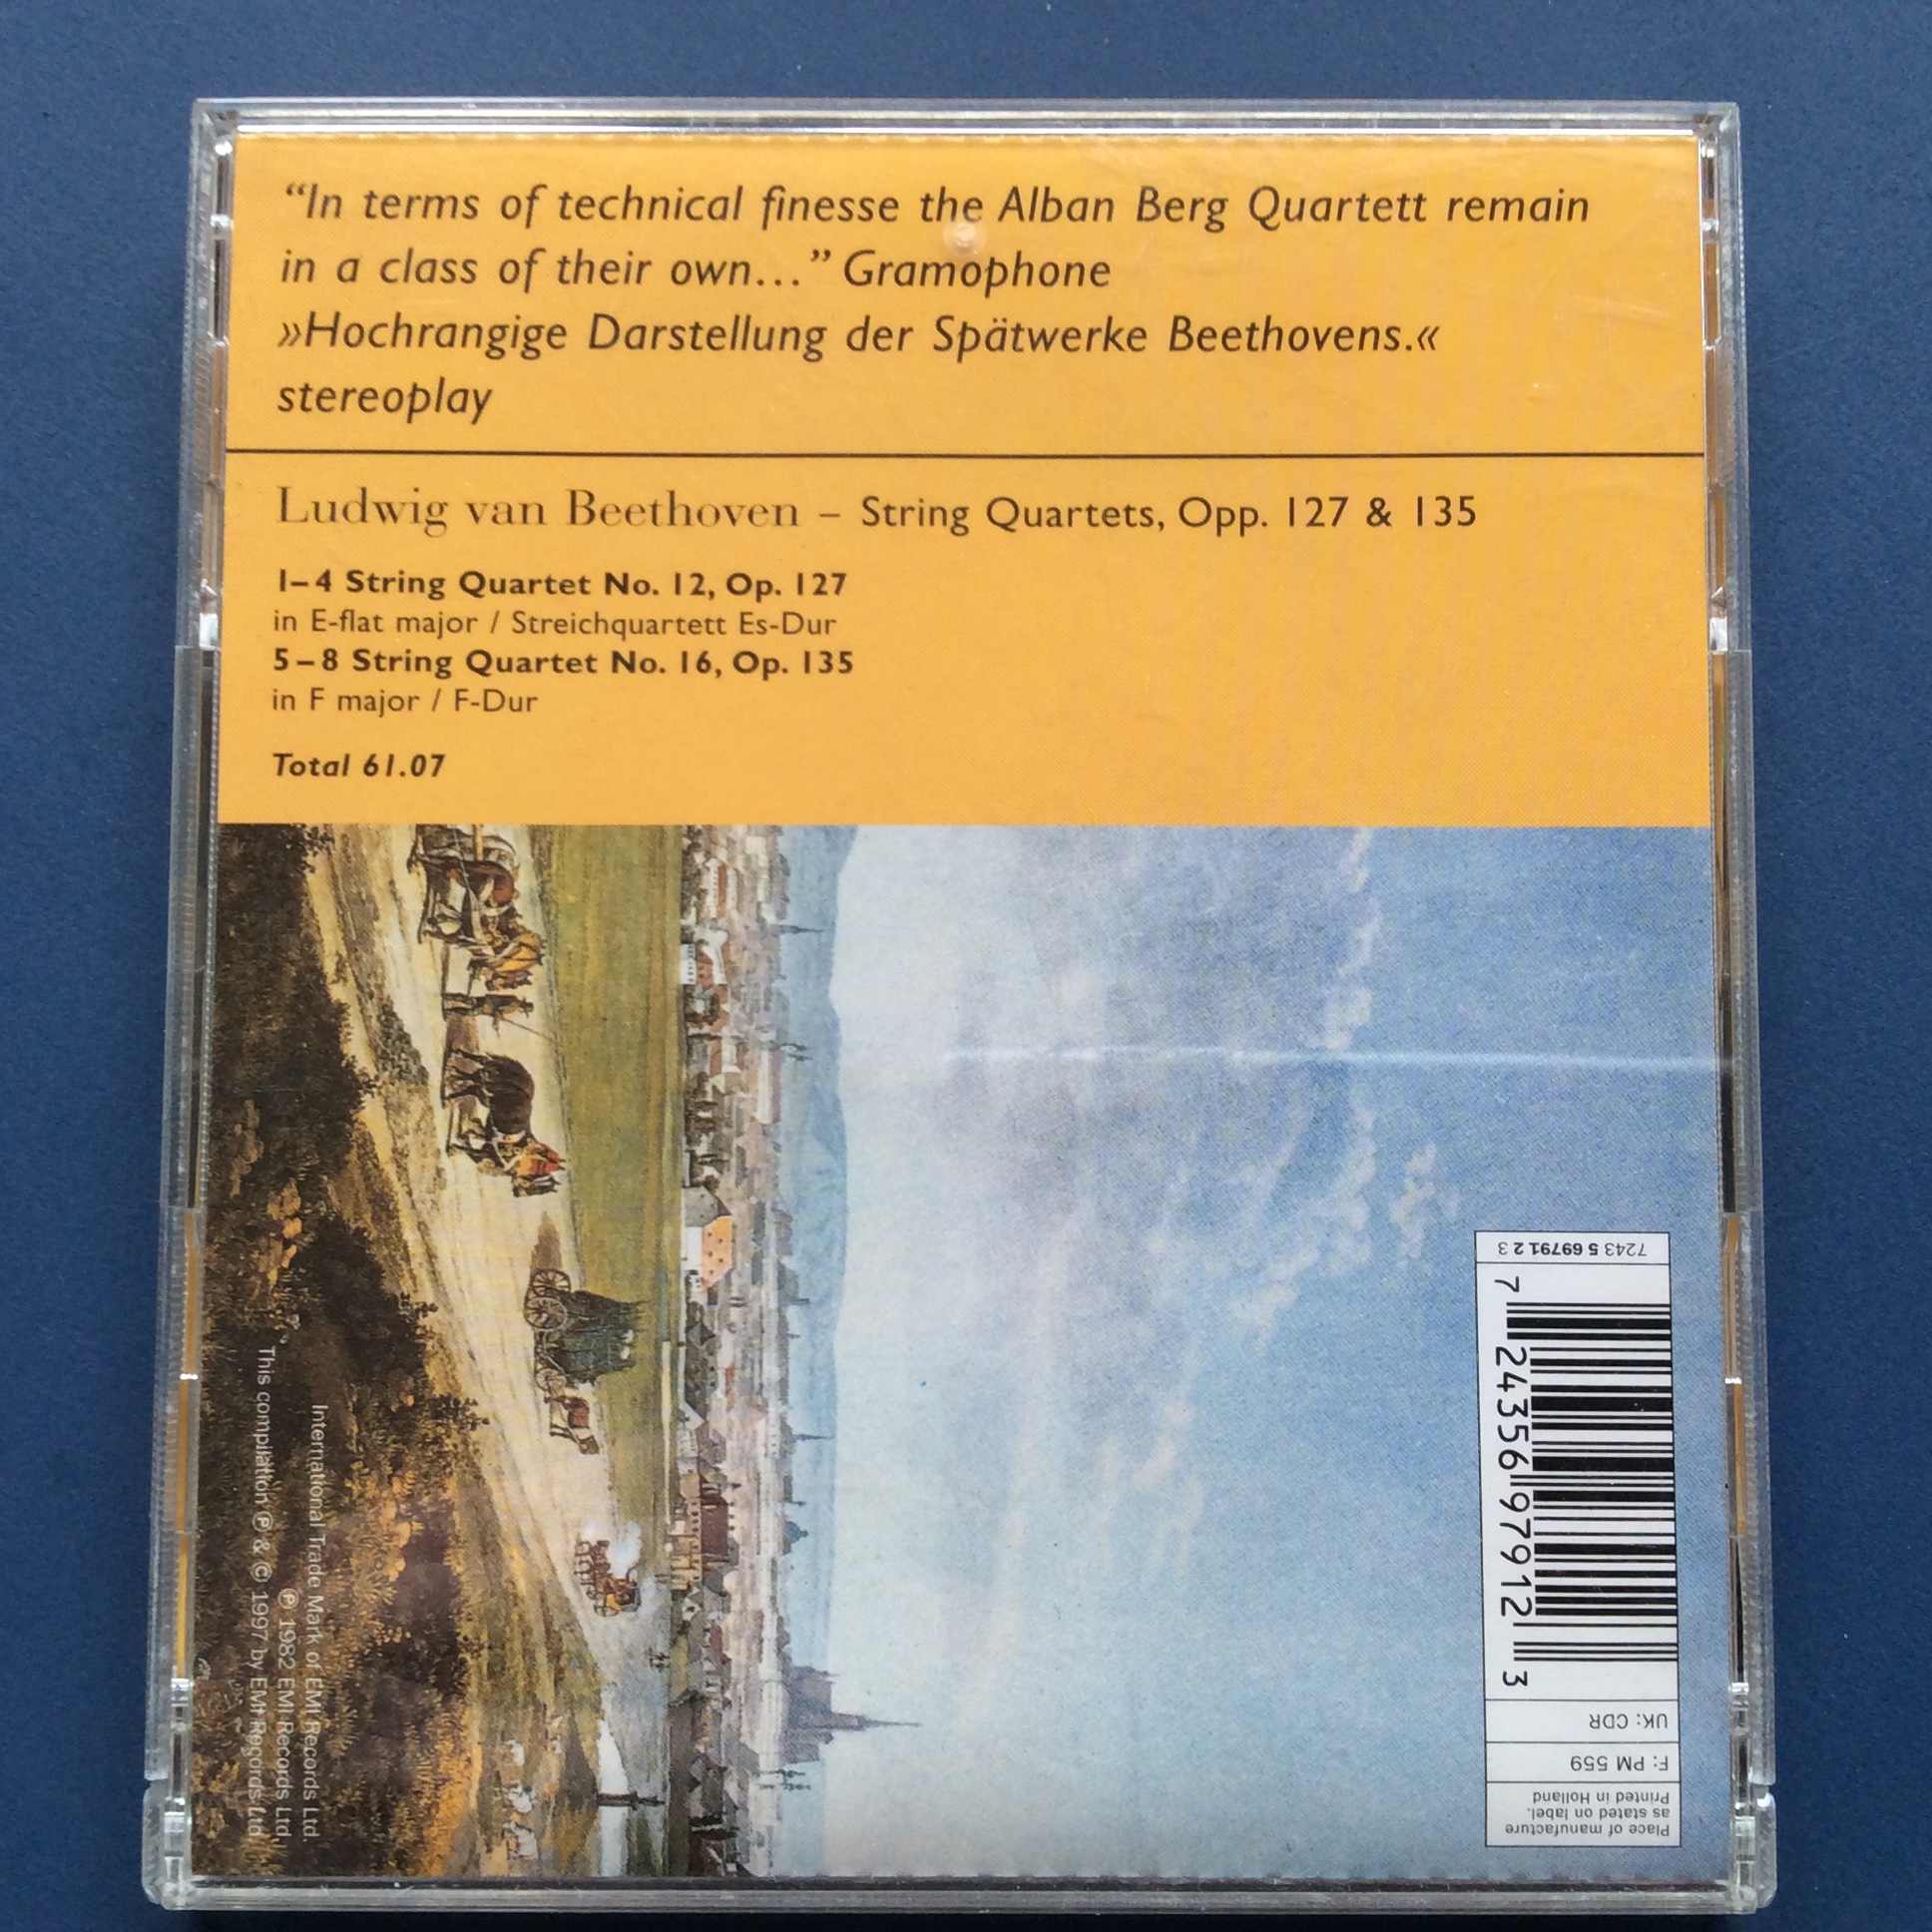 “In terms of technical finesse the Alban Berg Quartett remain
in a class of their own...” Gramophone
»Hochrangige Darstellung der Spätwerke Beethovens.«
stereoplay
Ludwig van Beethoven – String Quartets, Opp. 127 & 135
1–4 String Quartet No. 12, Op. 127
in E-flat major / Streichquartett Es-Dur
5–8 String Quartet No. 16, Op. 135
in F major / F-Dur
Total 61.07
7243 5 69791 2 3
7 24356 97912 3
UK: CDR
F: PM 559
Place of manufacture
as stated on label.
Printed in Holland
International Trade Mark of EMI Records Ltd.
℗ 1982 EMI Records Ltd.
This compilation ℗ & © 1997 by EMI Records Ltd.